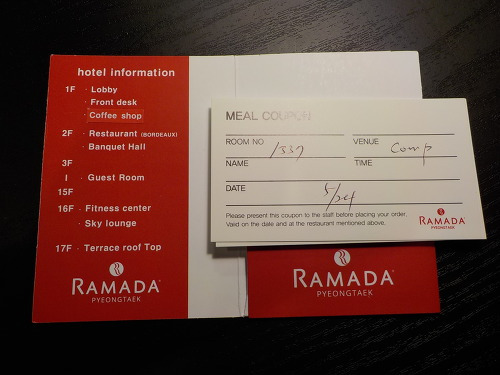 hotel information
1F · Lobby
· Front desk
· Coffee shop
2F · Restaurant (BORDEAUX)
· Banquet Hall
3F
I · Guest Room
15F
16F · Fitness center
Sky lounge
17F · Terrace roof Top
RAMADA
PYEONGTAEK
MEAL COUPON
ROOM NO 1337 VENUE Comp
NAME TIME
DATE
Please present this coupon to the staff before placing your order.
Valid on the date and at the restaurant mentioned above.
RAMADA
PYEONGTAEK
RAMADA
PYEONGTAEK